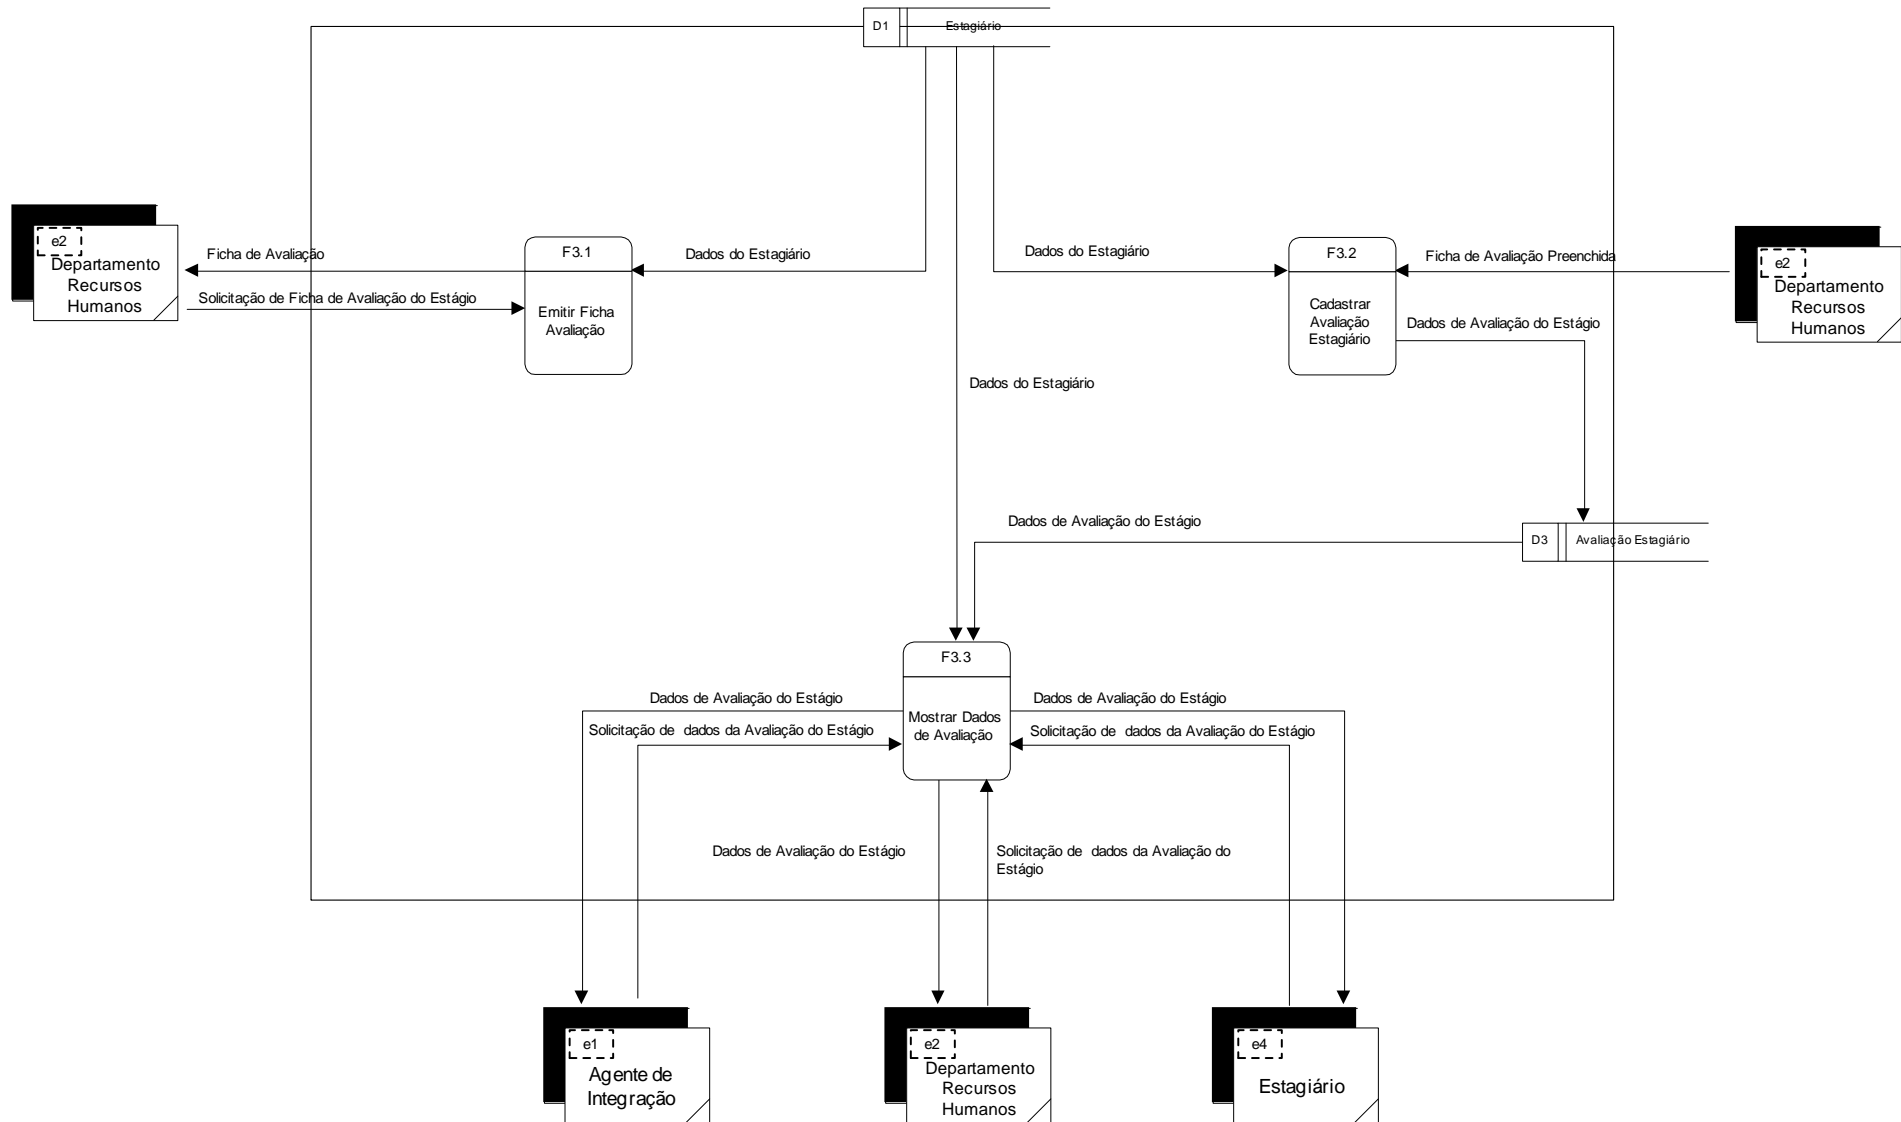 D1
Estagiário
e2
Departamento
Recursos
Humanos
Ficha de Avaliação
Solicitação de Ficha de Avaliação do Estágio
F3.1
Emitir Ficha
Avaliação
Dados do Estagiário
Dados do Estagiário
F3.2
Cadastrar
Avaliação
Estagiário
Ficha de Avaliação Preenchida
Dados de Avaliação do Estágio
e2
Departamento
Recursos
Humanos
Dados do Estagiário
Dados de Avaliação do Estágio
D3
Avaliação Estagiário
F3.3
Mostrar Dados
de Avaliação
Dados de Avaliação do Estágio
Solicitação de dados da Avaliação do Estágio
Dados de Avaliação do Estágio
Solicitação de dados da Avaliação do Estágio
Dados de Avaliação do Estágio
Solicitação de dados da Avaliação do
Estágio
e1
Agente de
Integração
e2
Departamento
Recursos
Humanos
e4
Estagiário